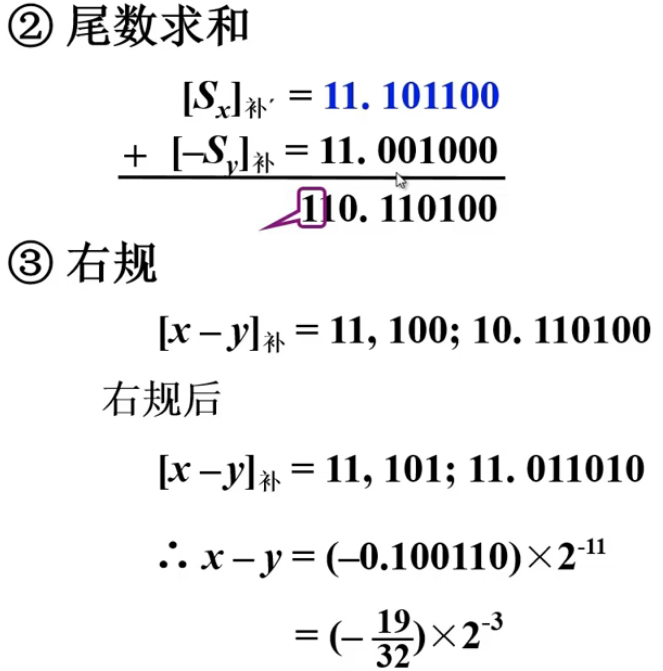 ② 尾数求和
[Sx]补′ = 11. 101100
+ [–Sy]补 = 11. 001000
110. 110100
③ 右规
[x – y]补 = 11, 100; 10. 110100
右规后
[x – y]补 = 11, 101; 11. 011010
∴ x – y = (–0.100110)×2^-11
= (– 19/32)×2^-3